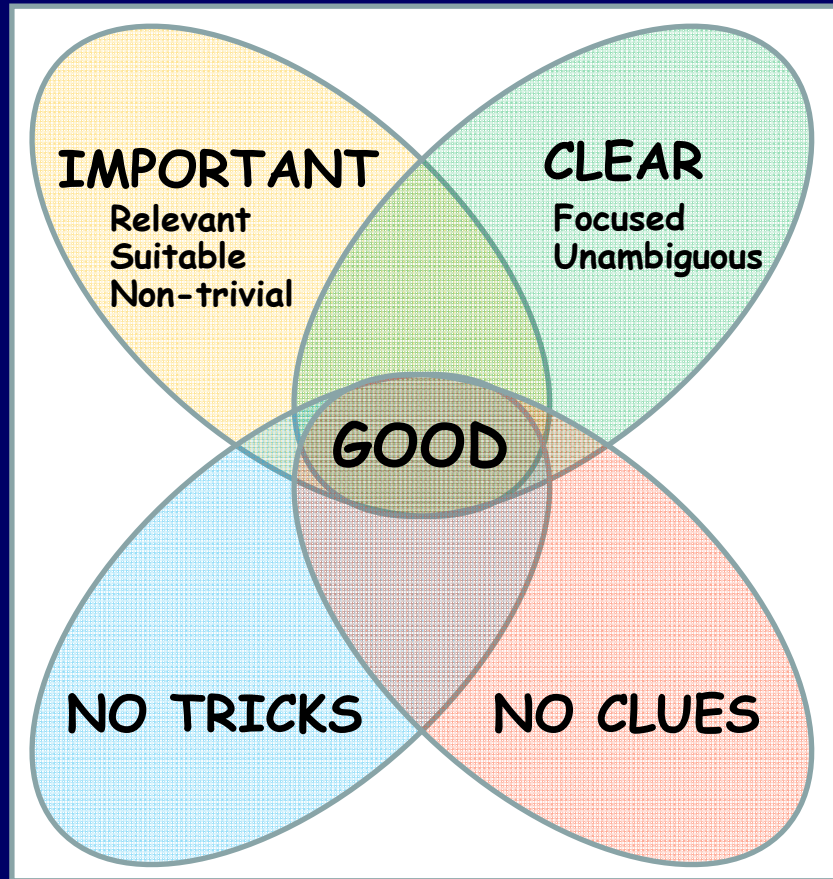 IMPORTANT
Relevant
Suitable
Non-trivial
CLEAR
Focused
Unambiguous
GOOD
NO TRICKS
NO CLUES